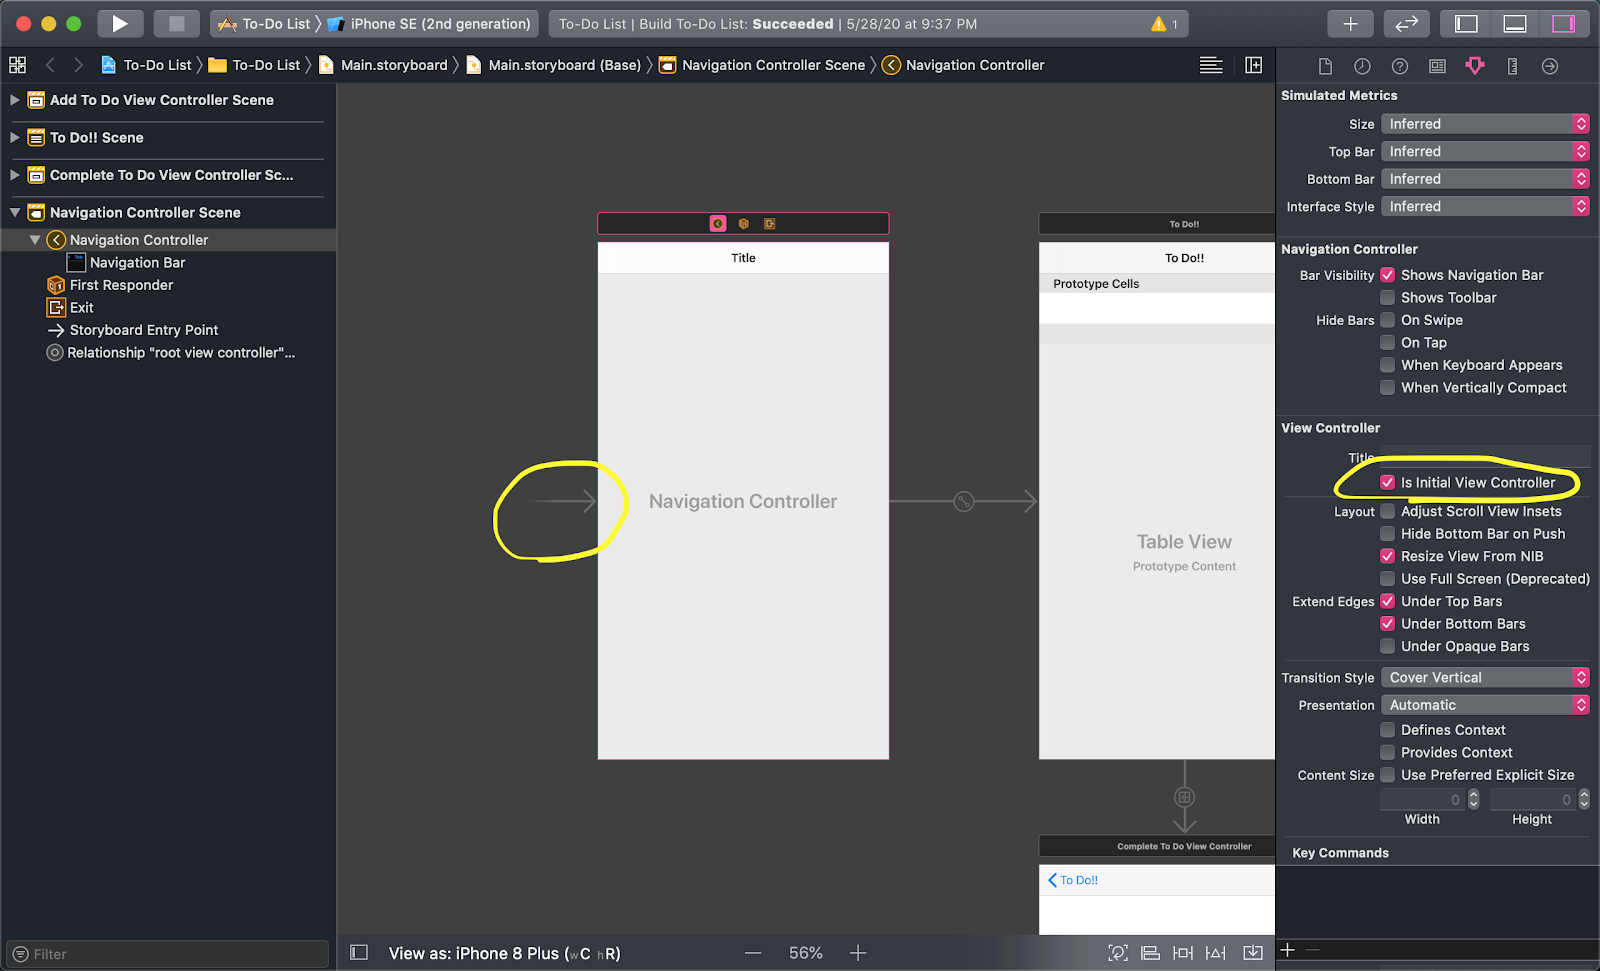 To-Do List iPhone SE (2nd generation)
To-Do List | Build To-Do List: Succeeded | 5/28/20 at 9:37 PM
1
To-Do List To-Do List Main.storyboard Main.storyboard (Base) Navigation Controller Scene Navigation Controller
Add To Do View Controller Scene
To Do!! Scene
Complete To Do View Controller Sc...
Navigation Controller Scene
Navigation Controller
Navigation Bar
First Responder
Exit
Storyboard Entry Point
Relationship "root view controller"...
Filter
Title
Navigation Controller
To Do!!
To Do!!
Prototype Cells
Table View
Prototype Content
Complete To Do View Controller
To Do!!
View as: iPhone 8 Plus (wC hR)
56%
Simulated Metrics
Size Inferred
Top Bar Inferred
Bottom Bar Inferred
Interface Style Inferred
Navigation Controller
Bar Visibility Shows Navigation Bar
Shows Toolbar
Hide Bars On Swipe
On Tap
When Keyboard Appears
When Vertically Compact
View Controller
Title
Is Initial View Controller
Layout Adjust Scroll View Insets
Hide Bottom Bar on Push
Resize View From NIB
Use Full Screen (Deprecated)
Extend Edges Under Top Bars
Under Bottom Bars
Under Opaque Bars
Transition Style Cover Vertical
Presentation Automatic
Defines Context
Provides Context
Content Size Use Preferred Explicit Size
0 0
Width Height
Key Commands